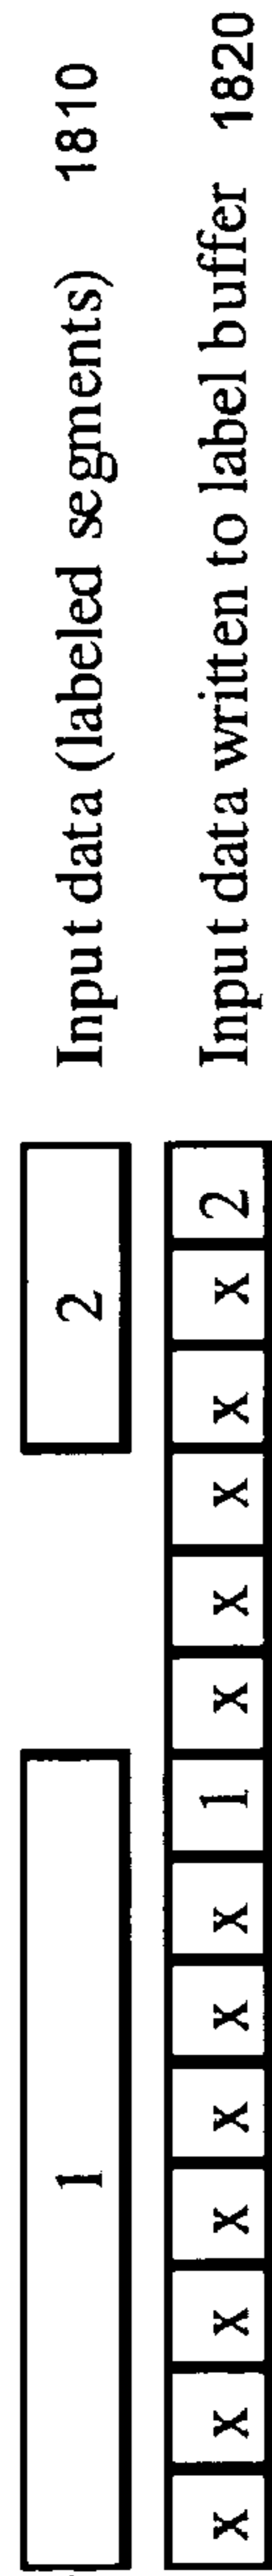 1 2 Input data (labeled segments) 1810
x x x x x x x 1 x x x x x 2 Input data written to label buffer 1820